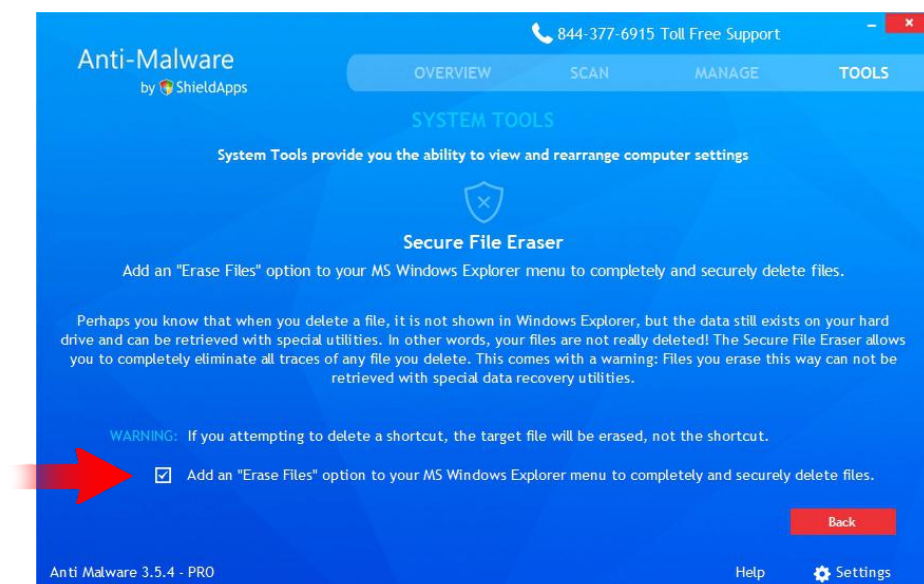 844-377-6915 Toll Free Support
Anti-Malware
by ShieldApps
OVERVIEW SCAN MANAGE TOOLS
SYSTEM TOOLS
System Tools provide you the ability to view and rearrange computer settings
Secure File Eraser
Add an "Erase Files" option to your MS Windows Explorer menu to completely and securely delete files.
Perhaps you know that when you delete a file, it is not shown in Windows Explorer, but the data still exists on your hard
drive and can be retrieved with special utilities. In other words, your files are not really deleted! The Secure File Eraser allows
you to completely eliminate all traces of any file you delete. This comes with a warning: Files you erase this way can not be
retrieved with special data recovery utilities.
WARNING: If you attempting to delete a shortcut, the target file will be erased, not the shortcut.
Add an "Erase Files" option to your MS Windows Explorer menu to completely and securely delete files.
Back
Anti Malware 3.5.4 - PRO Help Settings